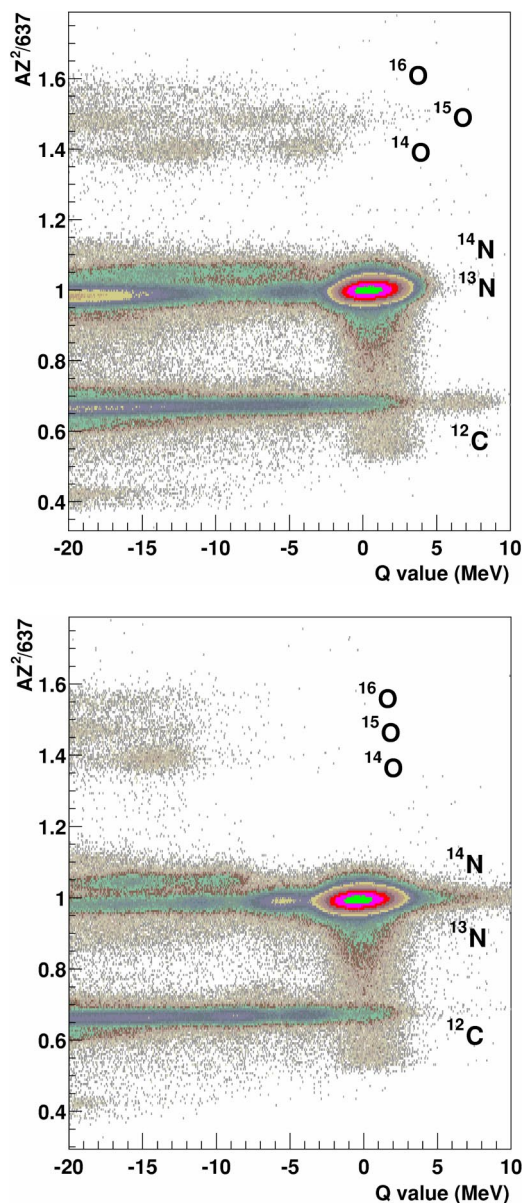 AZ²/637
1.6
1.4
1.2
1
0.8
0.6
0.4
¹⁶O
¹⁵O
¹⁴O
¹⁴N
¹³N
¹²C
-20 -15 -10 -5 0 5 10
Q value (MeV)
AZ²/637
1.6
1.4
1.2
1
0.8
0.6
0.4
¹⁶O
¹⁵O
¹⁴O
¹⁴N
¹³N
¹²C
-20 -15 -10 -5 0 5 10
Q value (MeV)